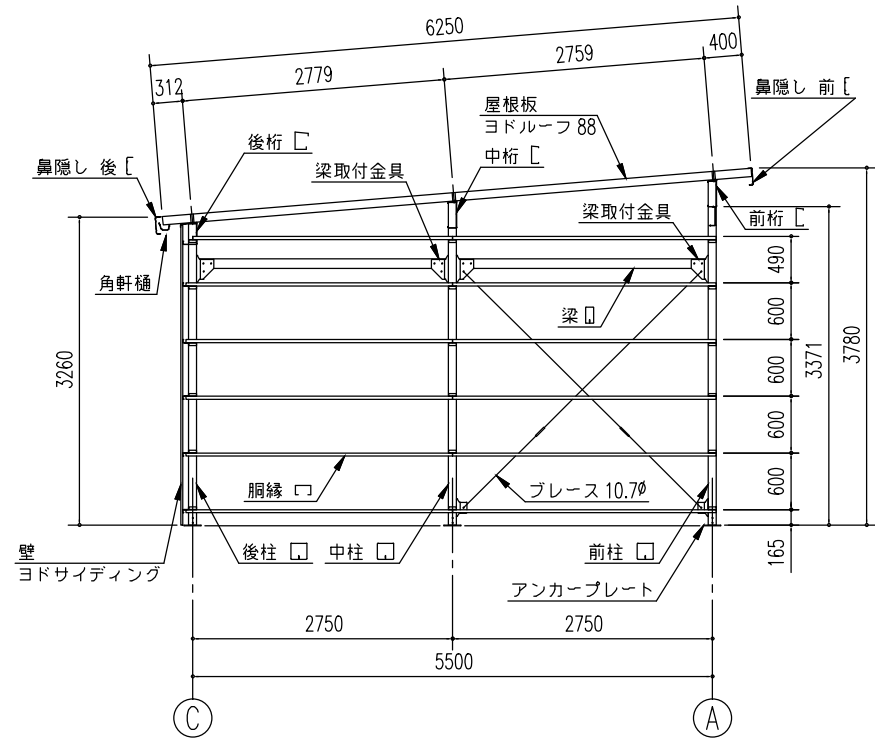 6250
2759
400
2779
312
鼻隠し 前
屋根板
ヨドルーフ 88
後桁
中桁
鼻隠し 後
梁取付金具
梁取付金具
前桁
角軒樋
490
梁
600
3260
600
3371
3780
600
胴縁
ブレース 10.7φ
600
壁
ヨドサイディング
後柱
中柱
前柱
165
アンカープレート
2750
2750
5500
C
A